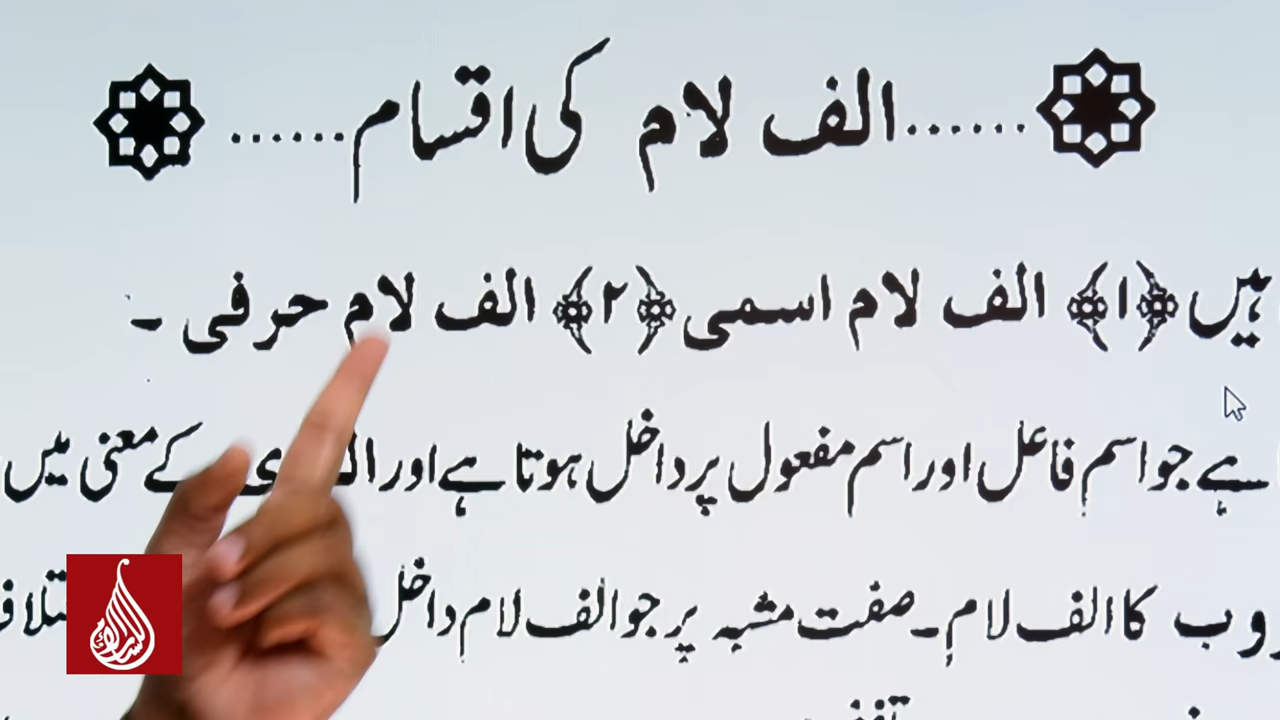 ......الف لام کی اقسام......
ہیں ﴿۱﴾ الف لام اسمی ﴿۲﴾ الف لام حرفی ۔
ہے جو اسم فاعل اور اسم مفعول پر داخل ہوتا ہے اور کے معنی میں
کا الف لام ۔ صفت مشبہ پر جو الف لام داخل